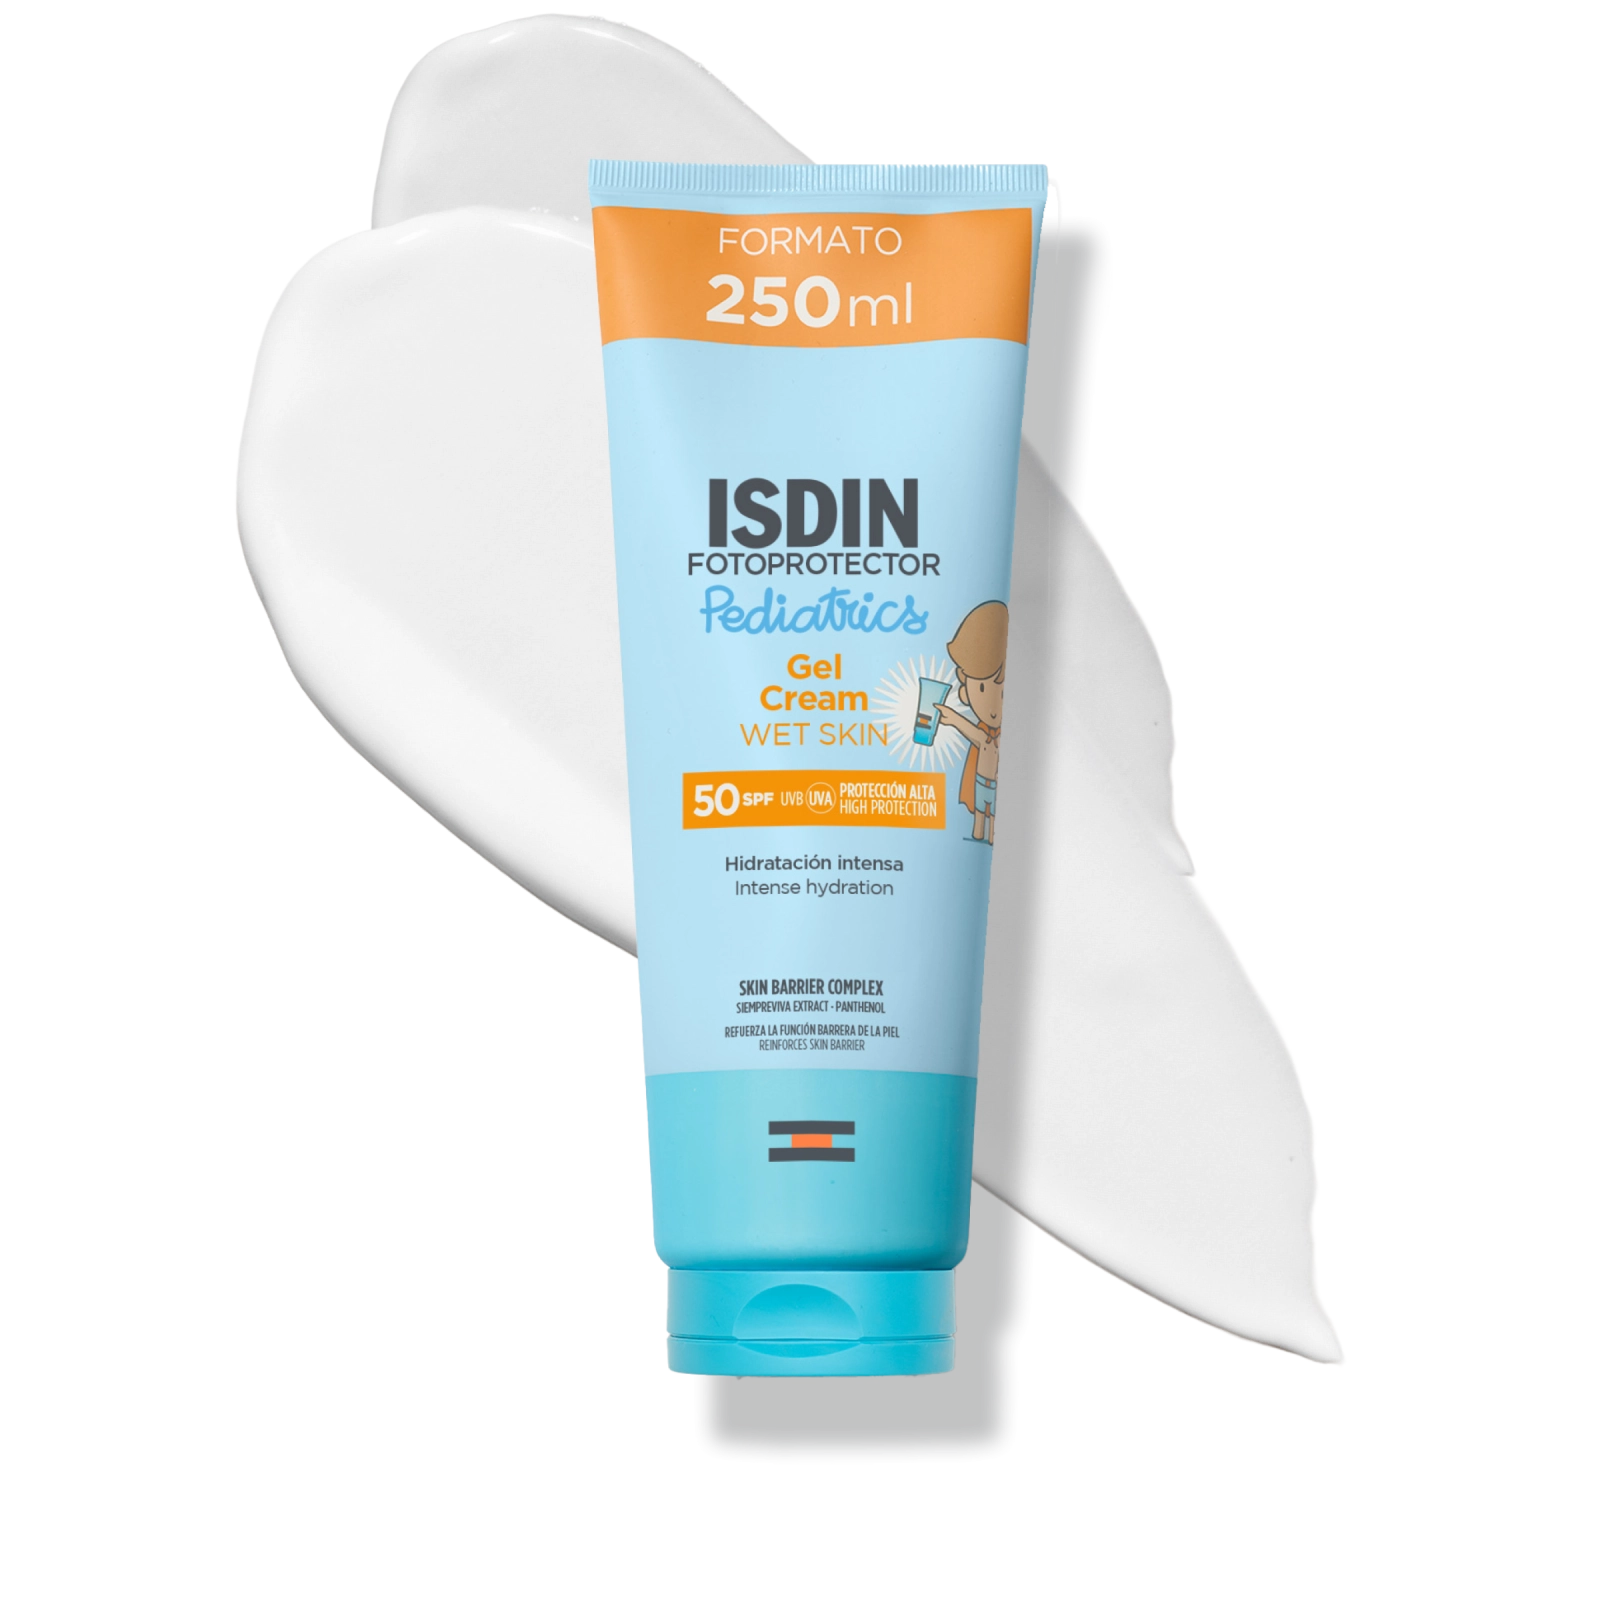 FORMATO
250ml
ISDIN
FOTOPROTECTOR
Pediatrics
Gel
Cream
WET SKIN
50 SPF UVB UVA PROTECCIÓN ALTA
HIGH PROTECTION
Hidratación intensa
Intense hydration
SKIN BARRIER COMPLEX
SIEMPREVIVA EXTRACT - PANTHENOL
REFUERZA LA FUNCIÓN BARRERA DE LA PIEL
REINFORCES SKIN BARRIER